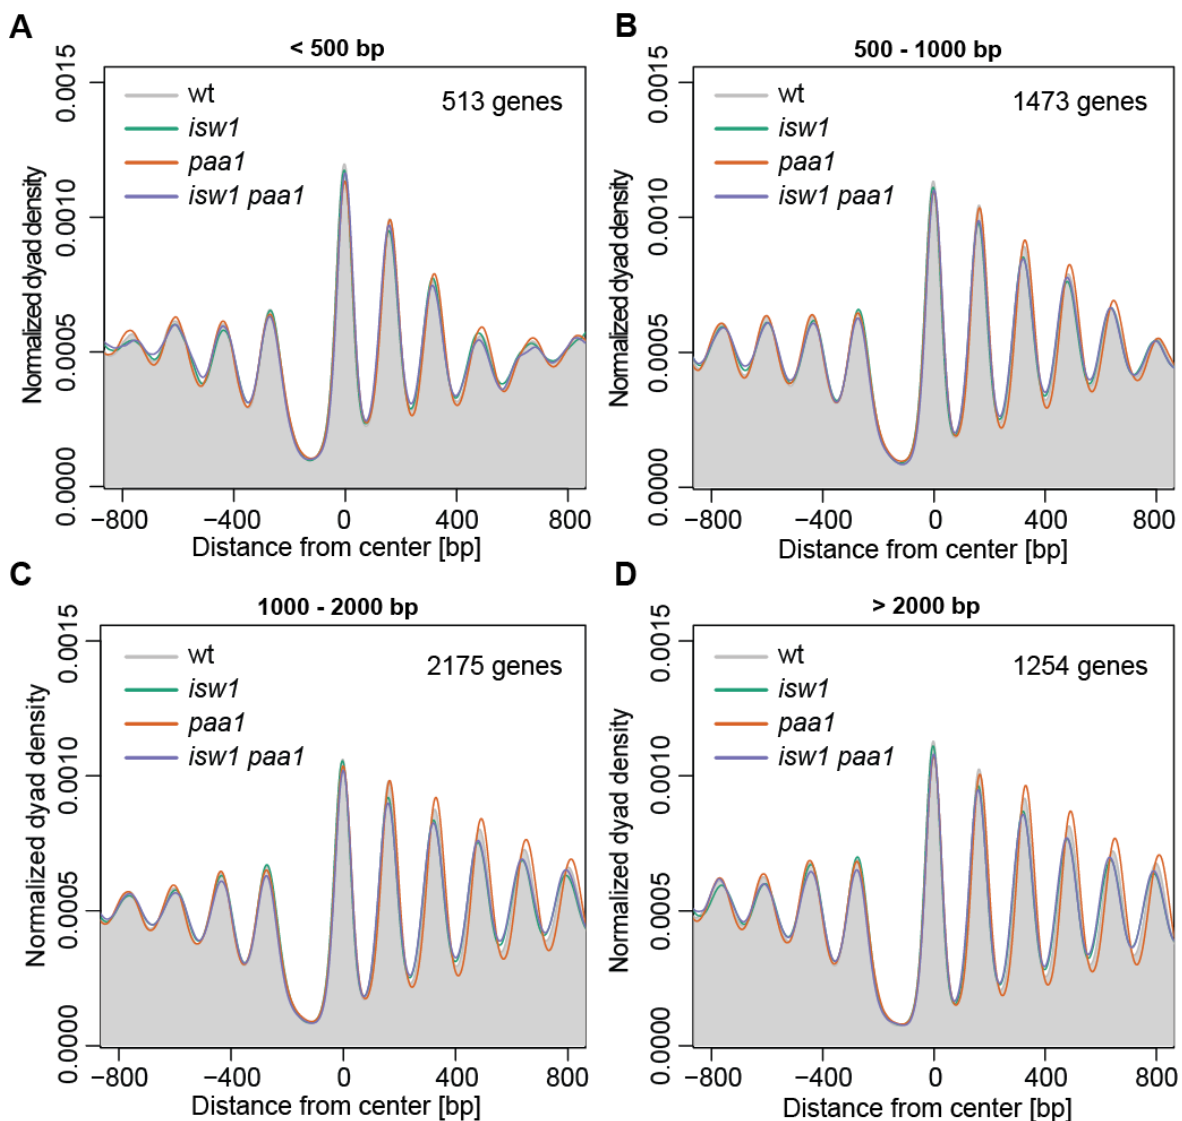 A
< 500 bp
wt
isw1
paa1
isw1 paa1
513 genes
Normalized dyad density
0.0000
0.0005
0.0010
0.0015
−800
−400
0
400
800
Distance from center [bp]
B
500 - 1000 bp
wt
isw1
paa1
isw1 paa1
1473 genes
Normalized dyad density
0.0000
0.0005
0.0010
0.0015
−800
−400
0
400
800
Distance from center [bp]
C
1000 - 2000 bp
wt
isw1
paa1
isw1 paa1
2175 genes
Normalized dyad density
0.0000
0.0005
0.0010
0.0015
−800
−400
0
400
800
Distance from center [bp]
D
> 2000 bp
wt
isw1
paa1
isw1 paa1
1254 genes
Normalized dyad density
0.0000
0.0005
0.0010
0.0015
−800
−400
0
400
800
Distance from center [bp]